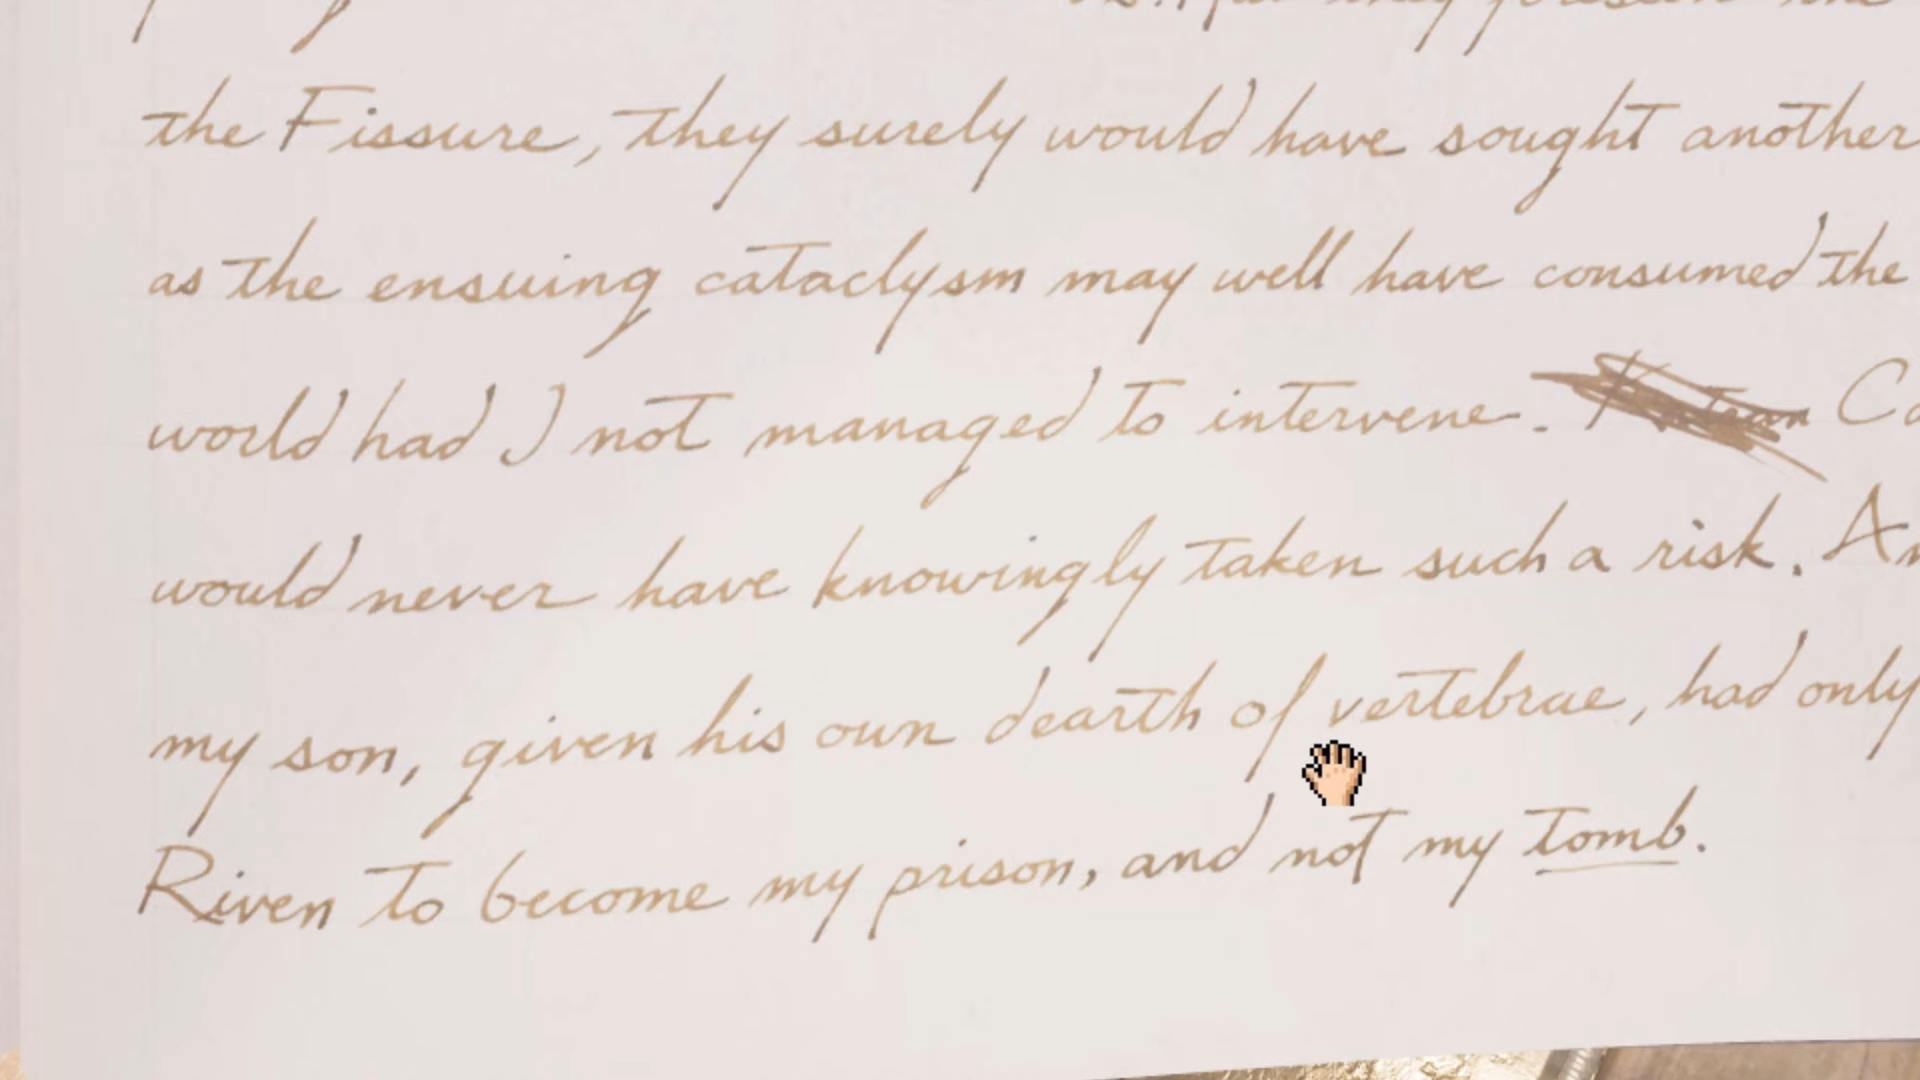 they
the Fissure, they surely would have sought another
as the ensuing cataclysm may well have consumed the
world had I not managed to intervene.
would never have knowingly taken such a risk.
my son, given his own dearth of vertebrae, had only
Riven to become my prison, and not my tomb.